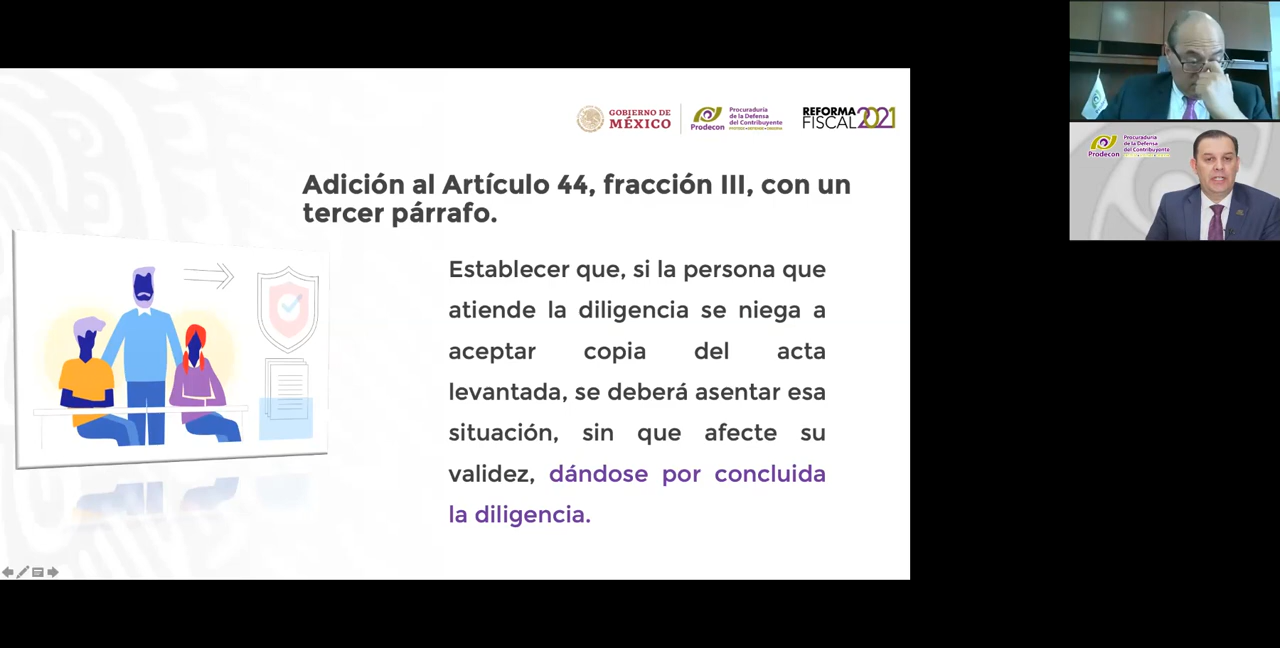 GOBIERNO DE
MÉXICO
Prodecon
Procuraduría
de la Defensa
del Contribuyente
REFORMA
FISCAL 2021
Adición al Artículo 44, fracción III, con un
tercer párrafo.
Establecer que, si la persona que
atiende la diligencia se niega a
aceptar copia del acta
levantada, se deberá asentar esa
situación, sin que afecte su
validez, dándose por concluida
la diligencia.
Prodecon
Procuraduría
de la Defensa
del Contribuyente